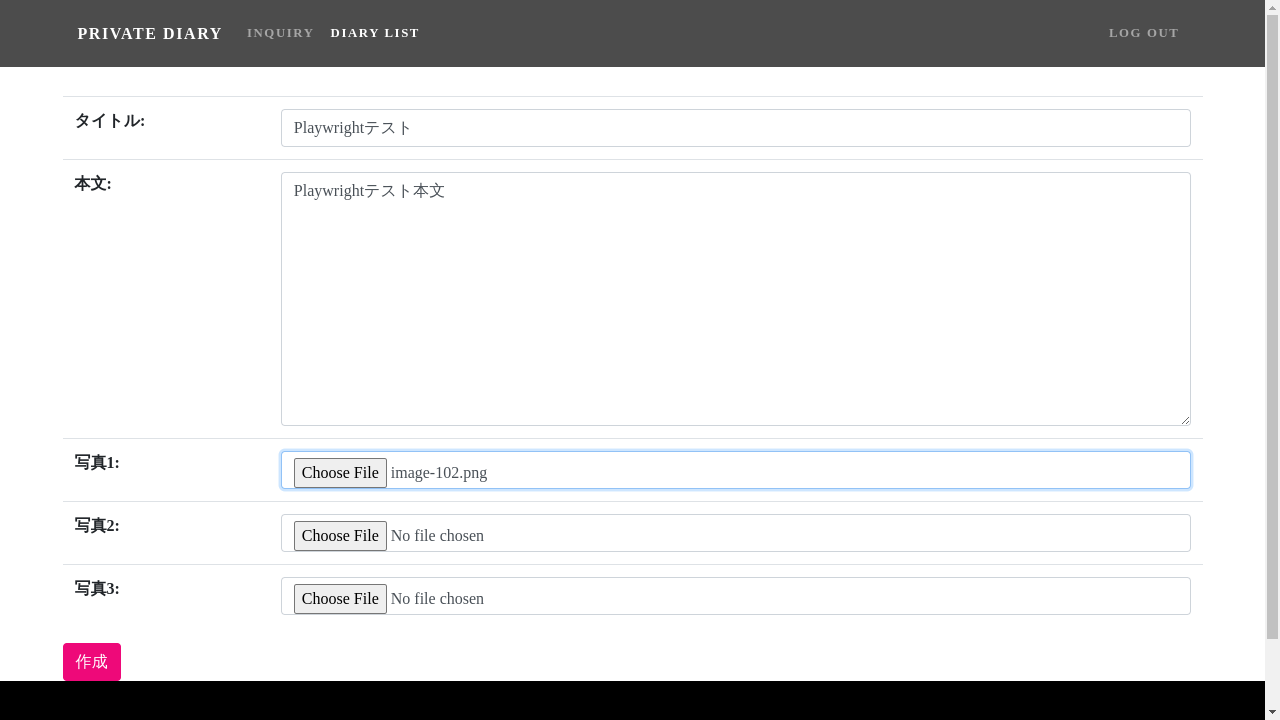 PRIVATE DIARY INQUIRY DIARY LIST LOG OUT
タイトル: Playwrightテスト
本文: Playwrightテスト本文
写真1: Choose File image-102.png
写真2: Choose File No file chosen
写真3: Choose File No file chosen
作成